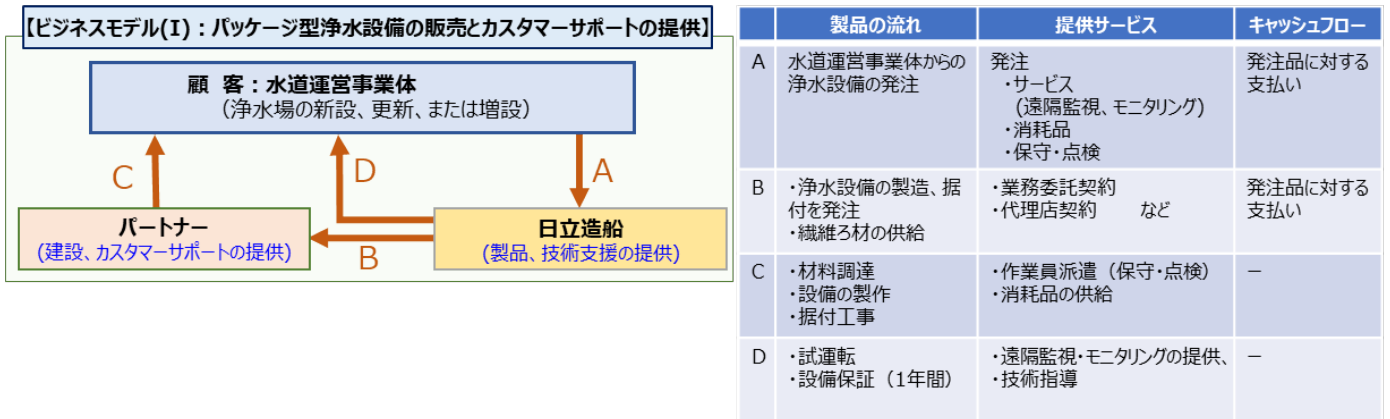 【ビジネスモデル(I)：パッケージ型浄水設備の販売とカスタマーサポートの提供】
顧 客：水道運営事業体
（浄水場の新設、更新、または増設）
C
D
A
パートナー
(建設、カスタマーサポートの提供)
B
日立造船
(製品、技術支援の提供)
製品の流れ 提供サービス キャッシュフロー
A 水道運営事業体からの 発注 発注品に対する
浄水設備の発注 ・サービス 支払い
(遠隔監視、モニタリング)
・消耗品
・保守・点検
B ・浄水設備の製造、据 ・業務委託契約 発注品に対する
付を発注 ・代理店契約 など 支払い
・繊維ろ材の供給
C ・材料調達 ・作業員派遣（保守・点検） －
・設備の製作 ・消耗品の供給
・据付工事
D ・試運転 ・遠隔監視・モニタリングの提供、 －
・設備保証（1年間） ・技術指導